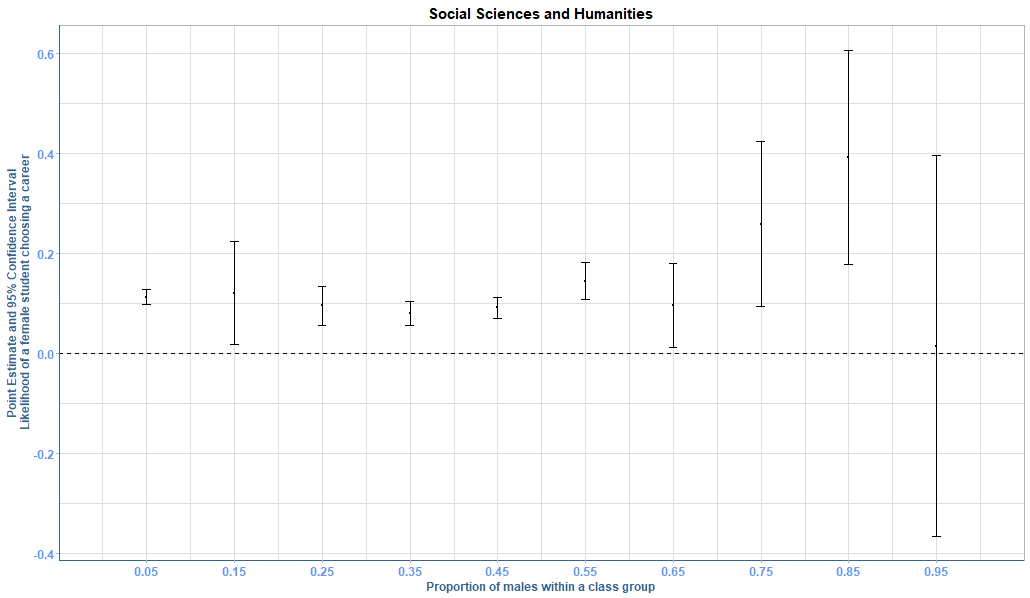 Social Sciences and Humanities
Point Estimate and 95% Confidence Interval
Likelihood of a female student choosing a career
0.6
0.4
0.2
0.0
-0.2
-0.4
0.05 0.15 0.25 0.35 0.45 0.55 0.65 0.75 0.85 0.95
Proportion of males within a class group